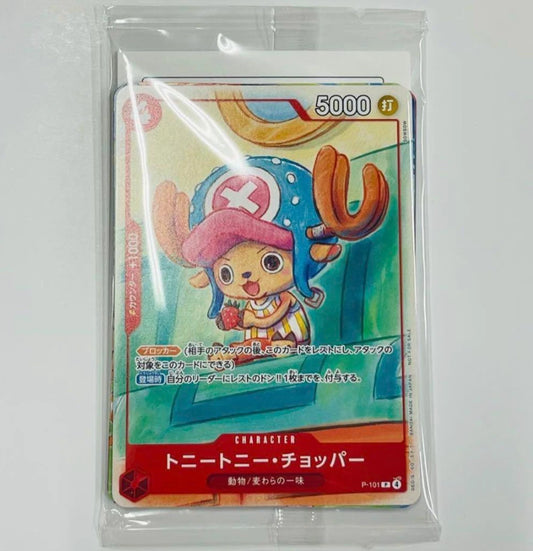 4
5000 打
カウンター +1000
ブロッカー (相手のアタックの後、このカードをレストにし、アタックの
対象をこのカードにできる)
登場時 自分のリーダーにレストのドン!!1枚までを、付与する。
CHARACTER
トニートニー・チョッパー
動物/麦わらの一味
P-101 P 4
NOT FOR SALE
BANDAI MADE IN JAPAN